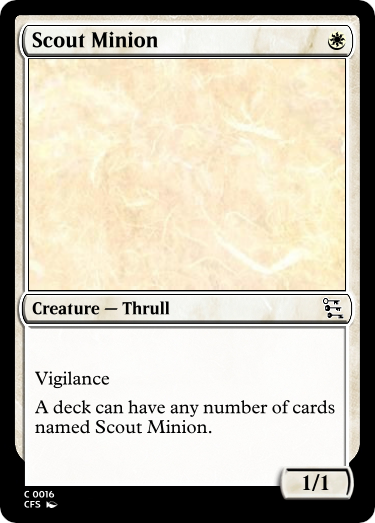 Scout Minion
Creature — Thrull
Vigilance
A deck can have any number of cards
named Scout Minion.
1/1
C 0016
CFS